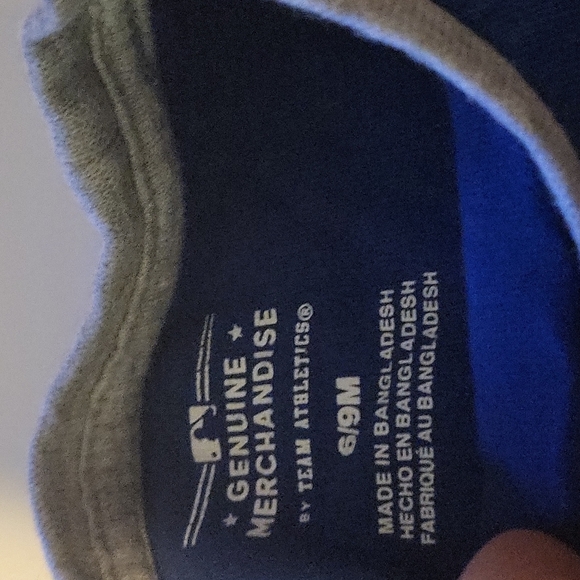 ★ GENUINE ★
MERCHANDISE
BY TEAM ATHLETICS®
6/9M
MADE IN BANGLADESH
HECHO EN BANGLADESH
FABRIQUÉ AU BANGLADESH